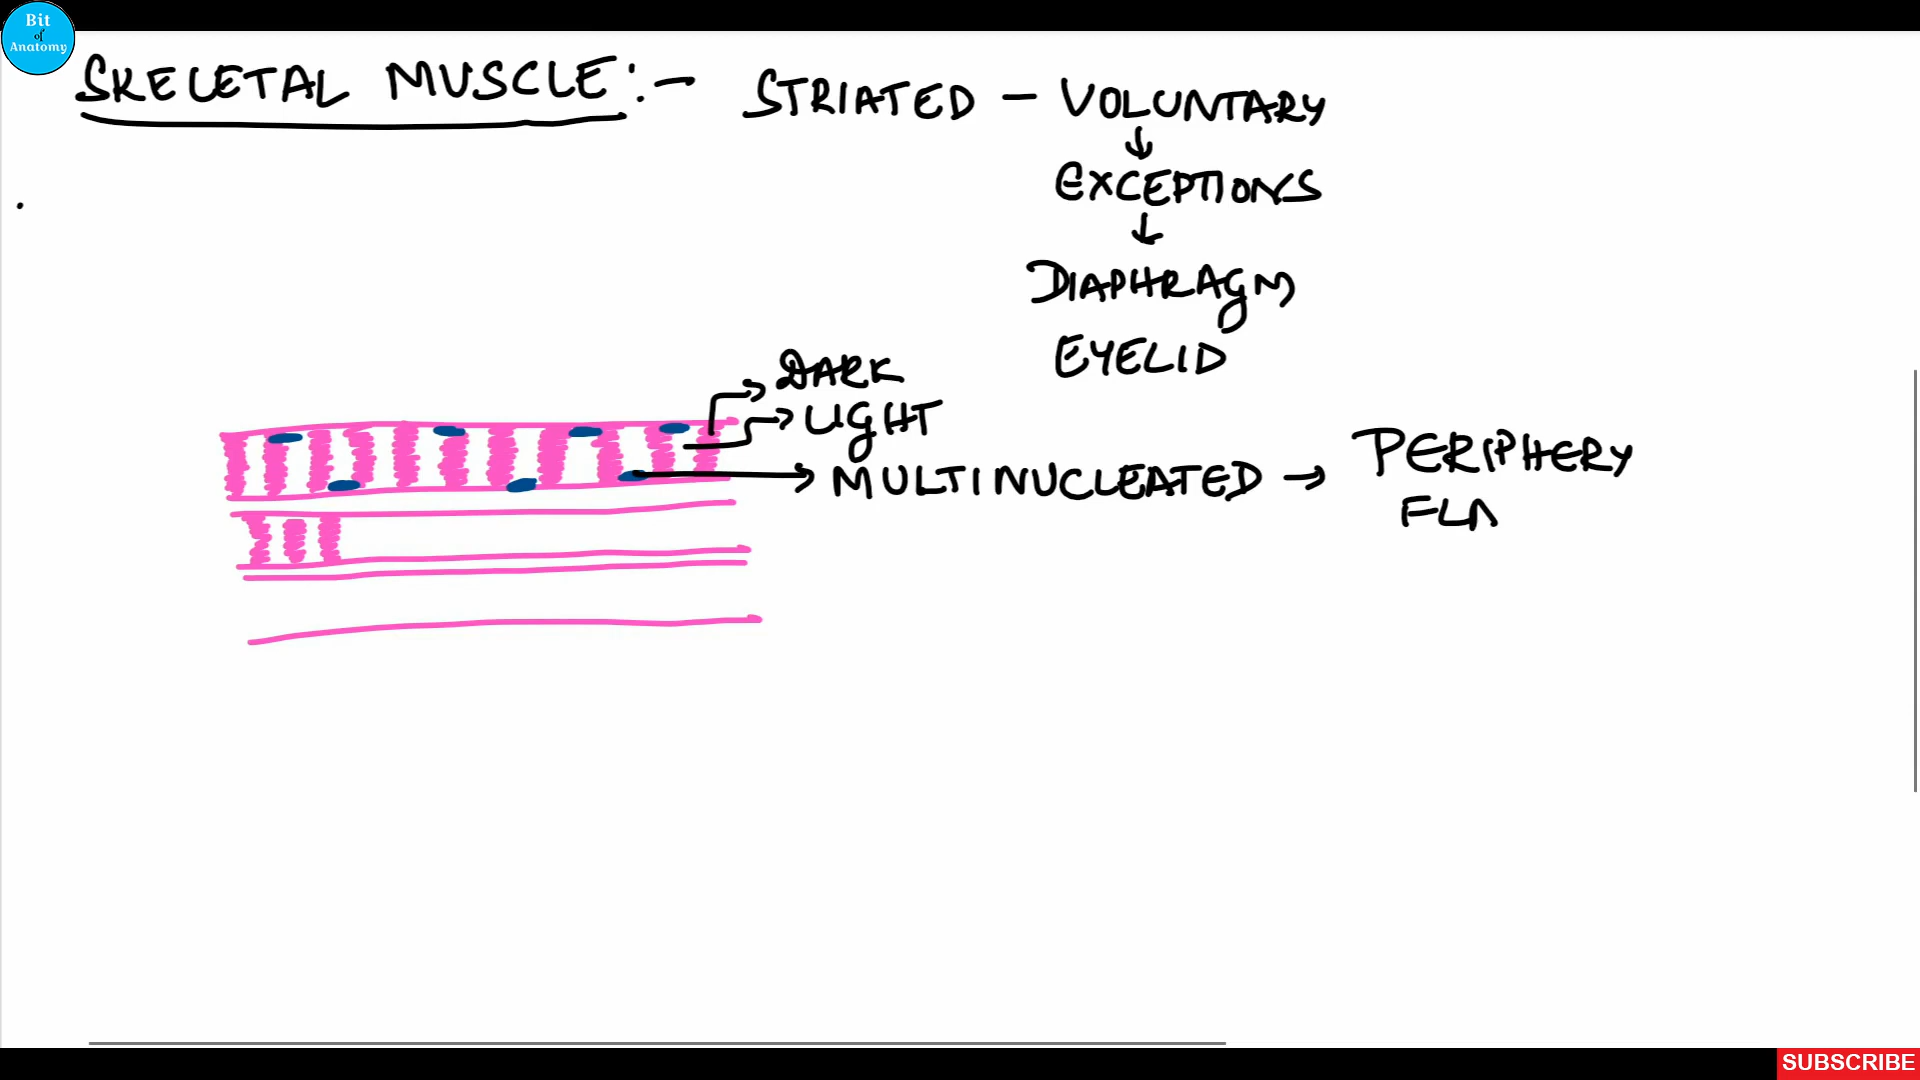 Bit
of
Anatomy
SKELETAL MUSCLE:- STRIATED - VOLUNTARY
↓
EXCEPTIONS
↓
DIAPHRAGM
EYELID
DARK
LIGHT
MULTINUCLEATED → PERIPHERY
FLA
SUBSCRIBE